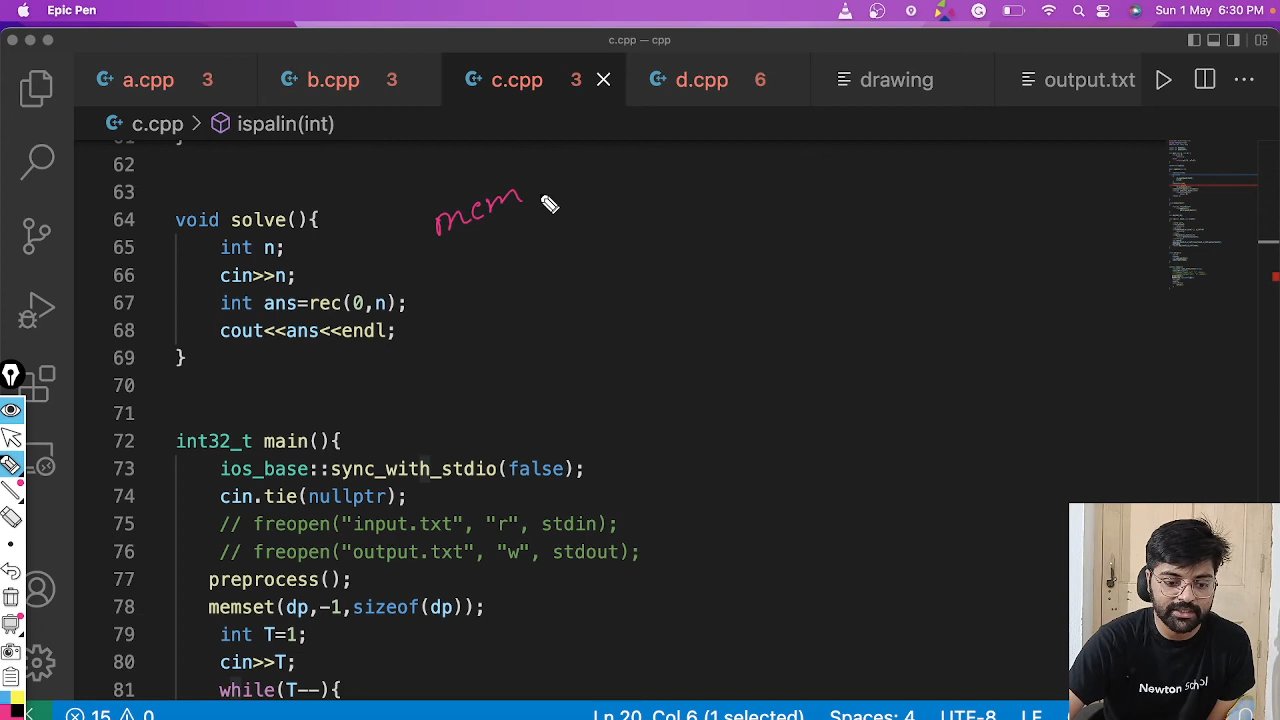 Epic Pen
Sun 1 May 6:30 PM
c.cpp — cpp
a.cpp 3
b.cpp 3
c.cpp 3
d.cpp 6
drawing
output.txt
c.cpp > ispalin(int)
62
63
64 void solve(){
65 int n;
66 cin>>n;
67 int ans=rec(0,n);
68 cout<<ans<<endl;
69 }
70
71
72 int32_t main(){
73 ios_base::sync_with_stdio(false);
74 cin.tie(nullptr);
75 // freopen("input.txt", "r", stdin);
76 // freopen("output.txt", "w", stdout);
77 preprocess();
78 memset(dp,-1,sizeof(dp));
79 int T=1;
80 cin>>T;
81 while(T--){
mem
Newton School
15 0
Ln 20, Col 6 (1 selected) Spaces: 4 UTF-8 LF